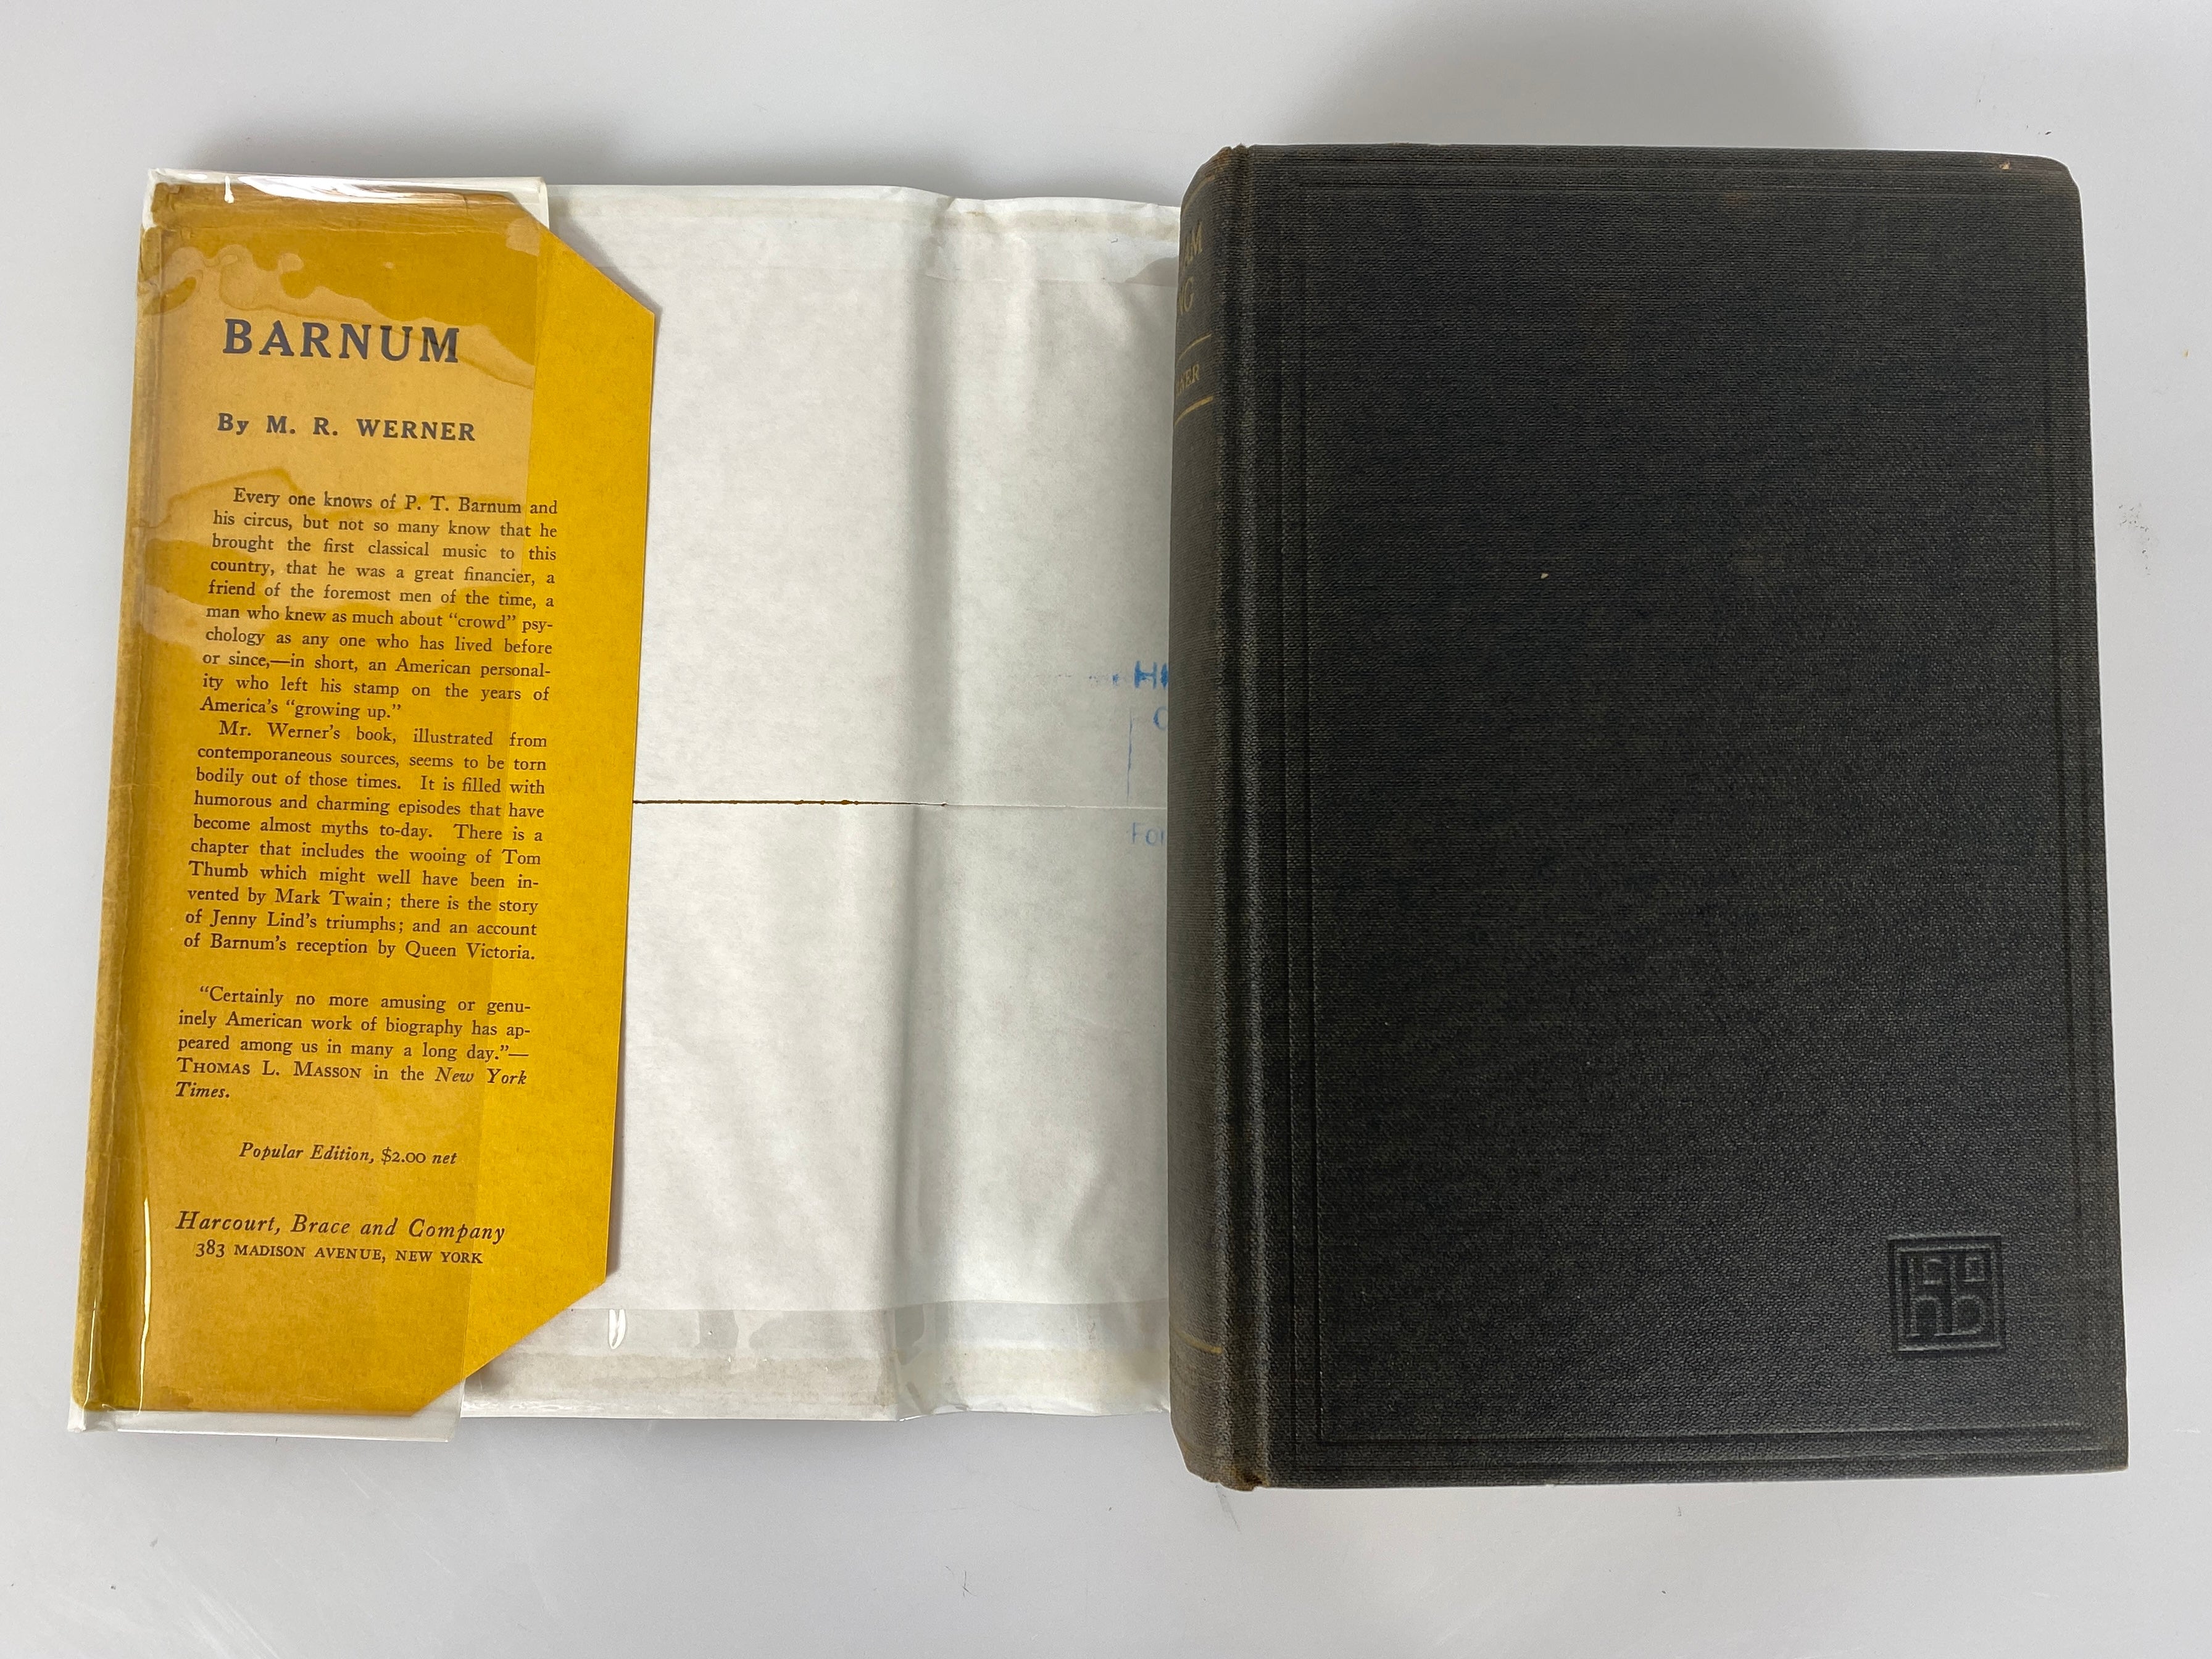 BARNUM
By M. R. WERNER
Every one knows of P. T. Barnum and
his circus, but not so many know that he
brought the first classical music to this
country, that he was a great financier, a
friend of the foremost men of the time, a
man who knew as much about “crowd” psy-
chology as any one who has lived before
or since,—in short, an American personal-
ity who left his stamp on the years of
America’s “growing up.”
Mr. Werner’s book, illustrated from
contemporaneous sources, seems to be torn
bodily out of those times. It is filled with
humorous and charming episodes that have
become almost myths to-day. There is a
chapter that includes the wooing of Tom
Thumb which might well have been in-
vented by Mark Twain; there is the story
of Jenny Lind’s triumphs; and an account
of Barnum’s reception by Queen Victoria.
“Certainly no more amusing or genu-
inely American work of biography has ap-
peared among us in many a long day.”—
THOMAS L. MASSON in the New York
Times.
Popular Edition, $2.00 net
Harcourt, Brace and Company
383 MADISON AVENUE, NEW YORK